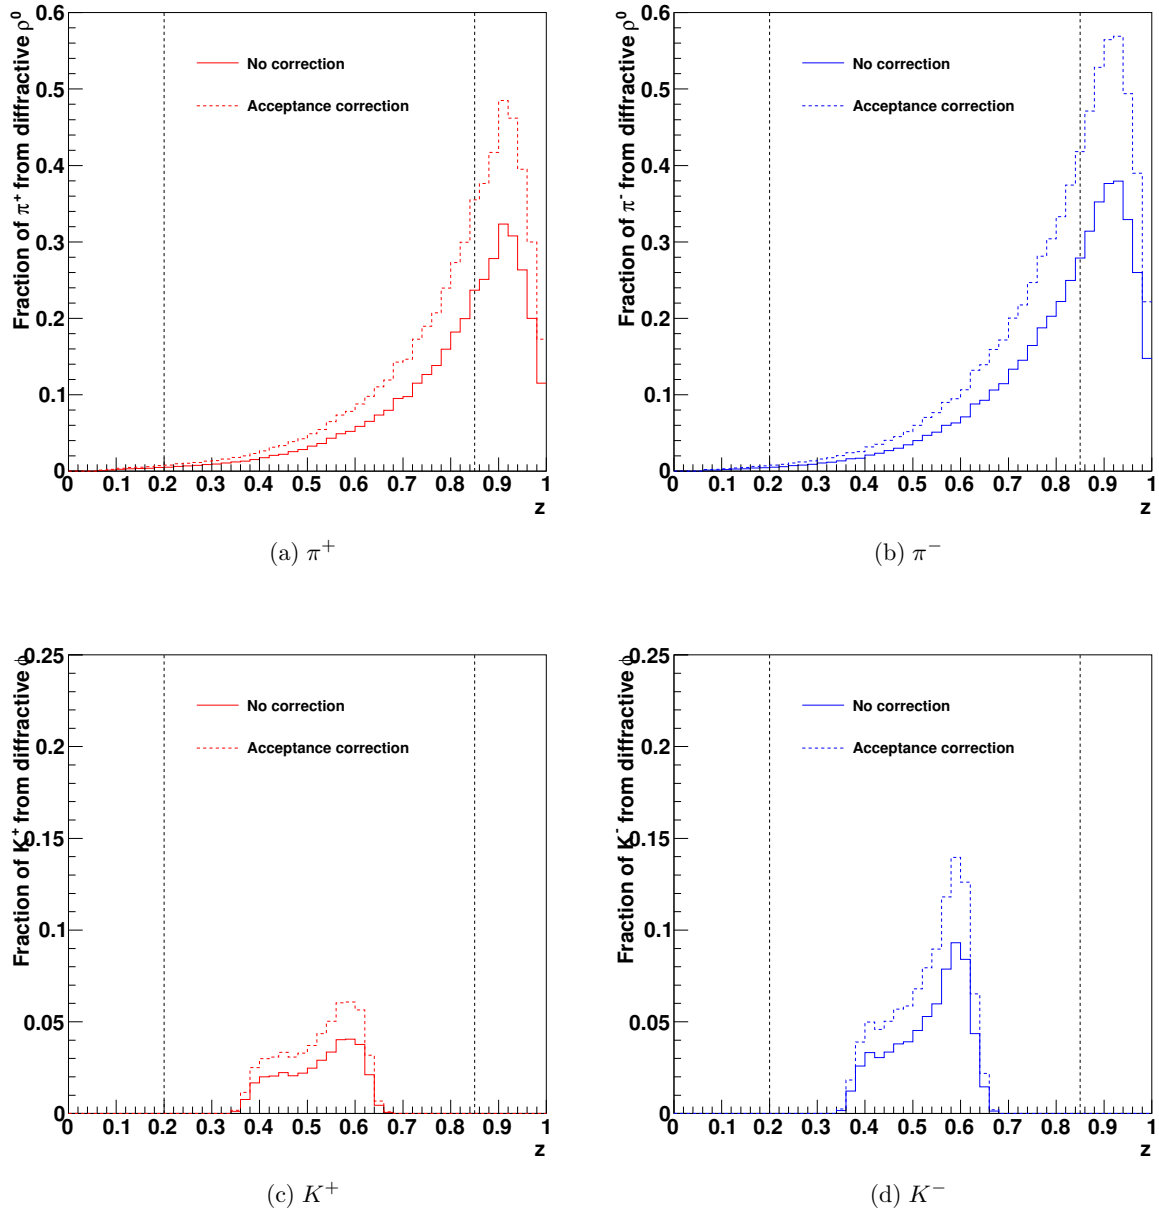 Fraction of π⁺ from diffractive ρ⁰
0.6
0.5
0.4
0.3
0.2
0.1
0
No correction
Acceptance correction
0 0.1 0.2 0.3 0.4 0.5 0.6 0.7 0.8 0.9 1
z
(a) π⁺
Fraction of π⁻ from diffractive ρ⁰
0.6
0.5
0.4
0.3
0.2
0.1
0
No correction
Acceptance correction
0 0.1 0.2 0.3 0.4 0.5 0.6 0.7 0.8 0.9 1
z
(b) π⁻
Fraction of K⁺ from diffractive ϕ
0.25
0.2
0.15
0.1
0.05
0
No correction
Acceptance correction
0 0.1 0.2 0.3 0.4 0.5 0.6 0.7 0.8 0.9 1
z
(c) K⁺
Fraction of K⁻ from diffractive ϕ
0.25
0.2
0.15
0.1
0.05
0
No correction
Acceptance correction
0 0.1 0.2 0.3 0.4 0.5 0.6 0.7 0.8 0.9 1
z
(d) K⁻